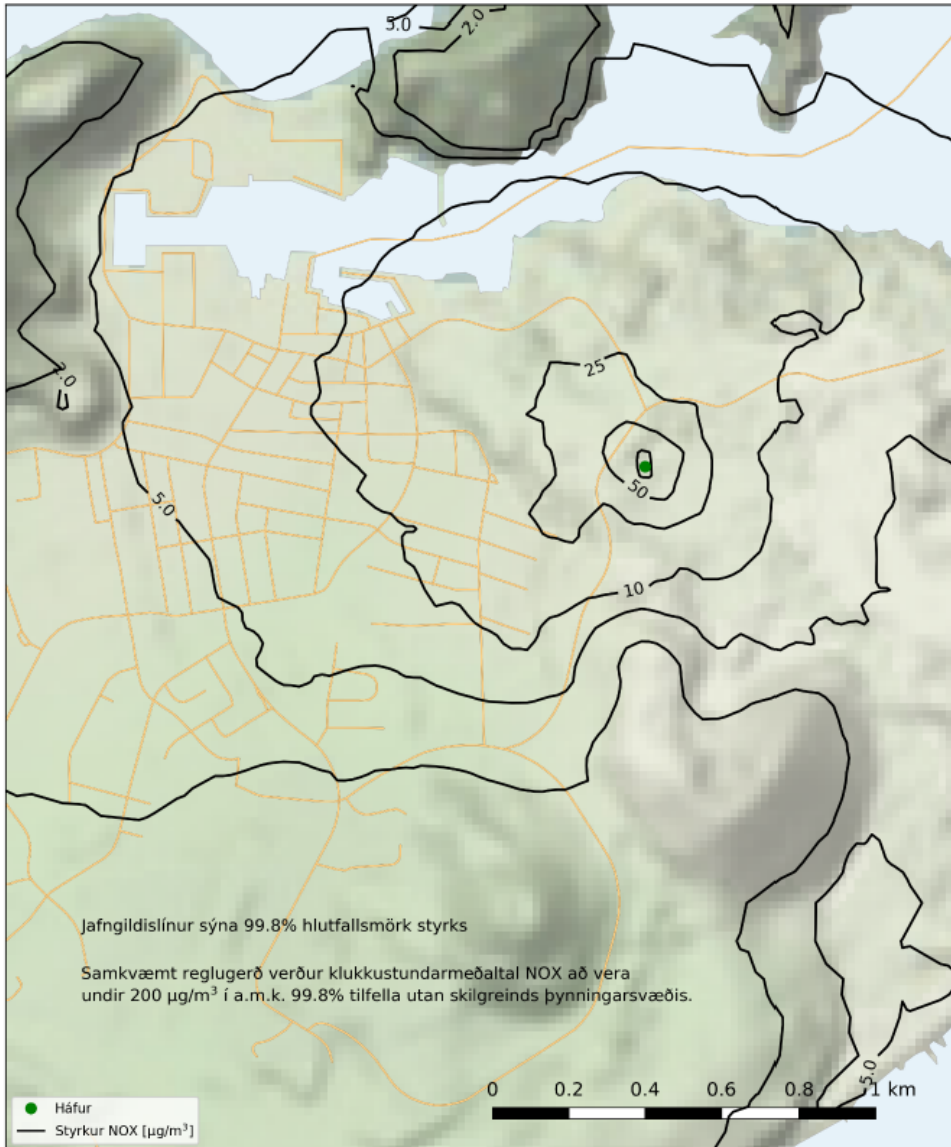 5.0
2.0
25
2.0
50
5.0
10
Jafngildislínur sýna 99.8% hlutfallsmörk styrks
Samkvæmt reglugerð verður klukkustundarmeðaltal NOX að vera
undir 200 µg/m³ í a.m.k. 99.8% tilfella utan skilgreinds þynningarsvæðis.
5.0
0 0.2 0.4 0.6 0.8 1 km
Háfur
Styrkur NOX [µg/m³]